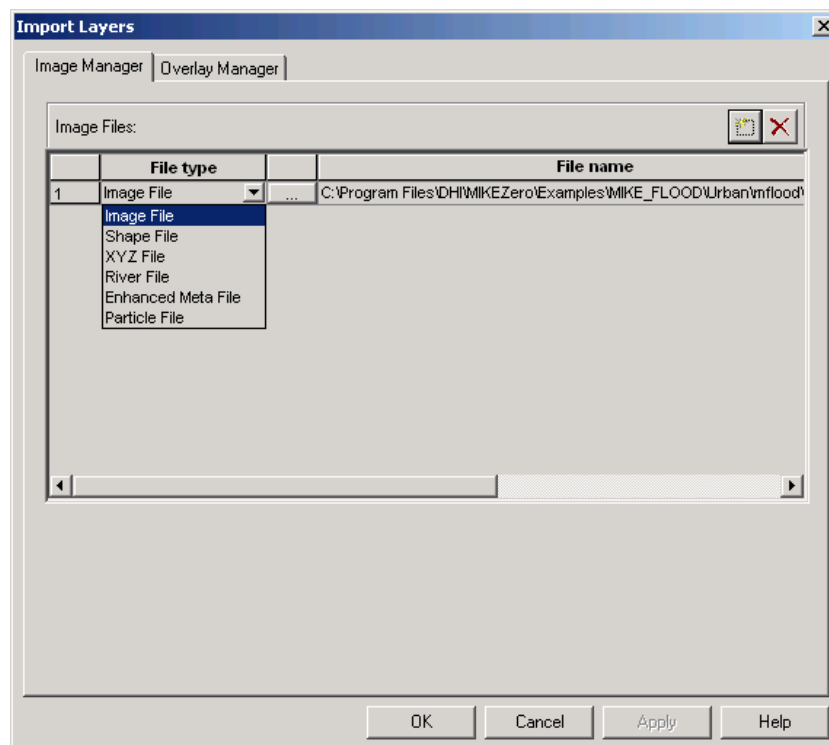 Import Layers
Image Manager
Overlay Manager
Image Files:
File type
File name
1
Image File
...
C:\Program Files\DHI\MIKEZero\Examples\MIKE_FLOOD\Urban\mflood\
Image File
Shape File
XYZ File
River File
Enhanced Meta File
Particle File
OK
Cancel
Apply
Help